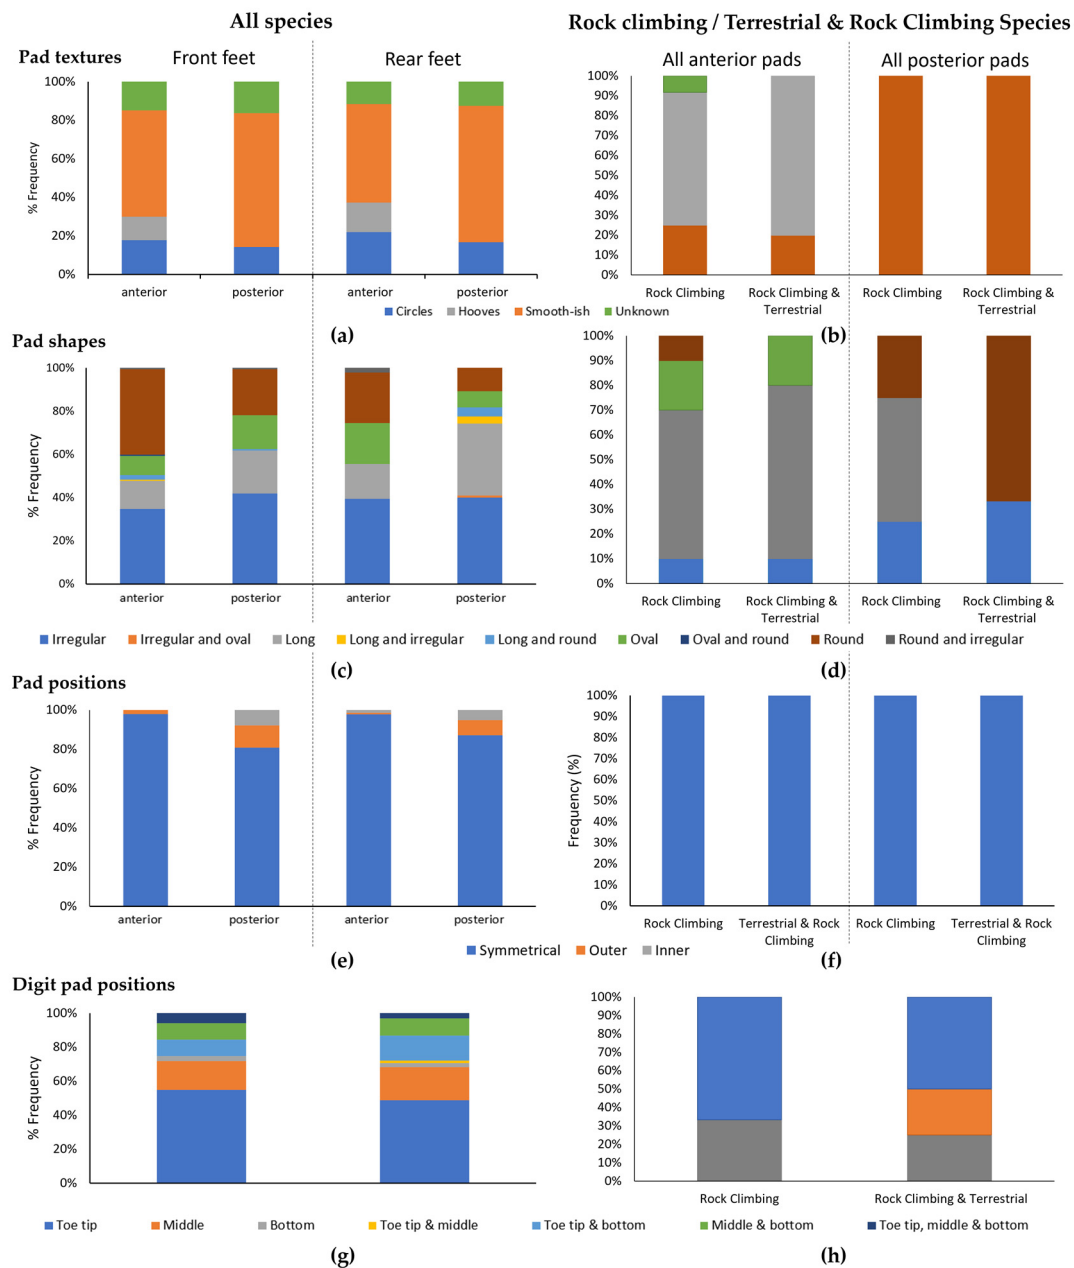 All species
Rock climbing / Terrestrial & Rock Climbing Species
Pad textures
Front feet
Rear feet
All anterior pads
All posterior pads
100%
80%
60%
40%
20%
0%
% Frequency
anterior
posterior
anterior
posterior
Circles
Hooves
Smooth-ish
Unknown
(a)
100%
90%
80%
70%
60%
50%
40%
30%
20%
10%
0%
Rock Climbing
Rock Climbing &
Terrestrial
Rock Climbing
Rock Climbing &
Terrestrial
(b)
Pad shapes
100%
80%
60%
40%
20%
0%
% Frequency
anterior
posterior
anterior
posterior
100%
90%
80%
70%
60%
50%
40%
30%
20%
10%
0%
Rock Climbing
Rock Climbing &
Terrestrial
Rock Climbing
Rock Climbing &
Terrestrial
Irregular
Irregular and oval
Long
Long and irregular
Long and round
Oval
Oval and round
Round
Round and irregular
(c)
(d)
Pad positions
100%
80%
60%
40%
20%
0%
% Frequency
anterior
posterior
anterior
posterior
100%
90%
80%
70%
60%
50%
40%
30%
20%
10%
0%
Frequency (%)
Rock Climbing
Terrestrial & Rock
Climbing
Rock Climbing
Terrestrial & Rock
Climbing
Symmetrical
Outer
Inner
(e)
(f)
Digit pad positions
100%
80%
60%
40%
20%
0%
% Frequency
100%
90%
80%
70%
60%
50%
40%
30%
20%
10%
0%
Rock Climbing
Rock Climbing & Terrestrial
Toe tip
Middle
Bottom
Toe tip & middle
Toe tip & bottom
Middle & bottom
Toe tip, middle & bottom
(g)
(h)